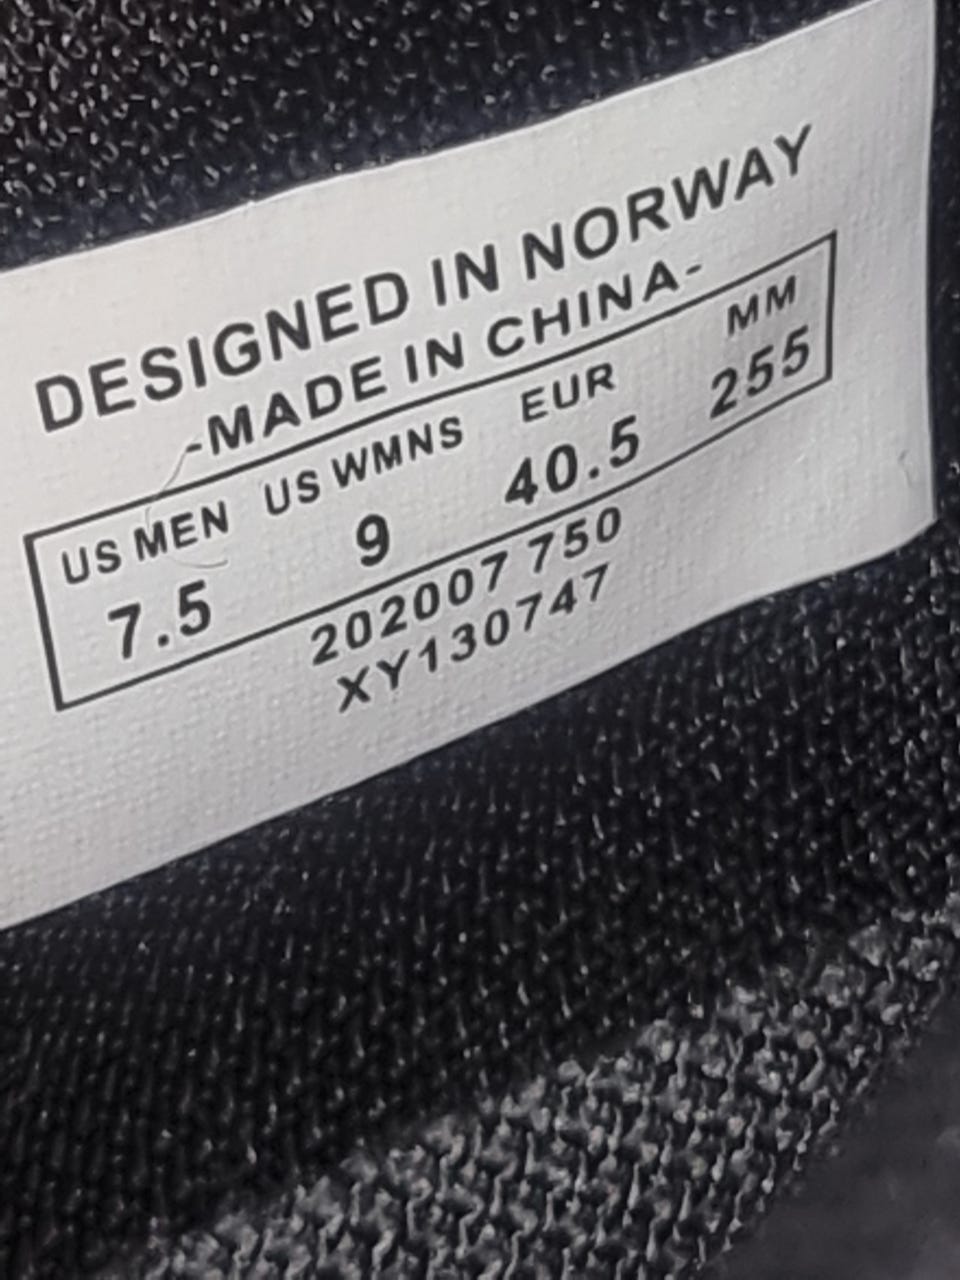 DESIGNED IN NORWAY
-MADE IN CHINA-
US MEN US WMNS EUR MM
7.5 9 40.5 255
202007 750
XY130747